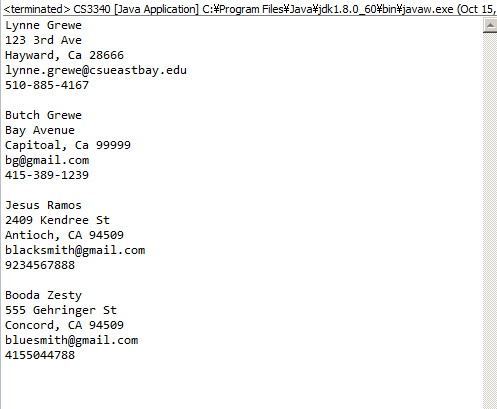 <terminated> CS3340 [Java Application] C:¥Program Files¥Java¥jdk1.8.0_60¥bin¥javaw.exe (Oct 15,
Lynne Grewe
123 3rd Ave
Hayward, Ca 28666
lynne.grewe@csueastbay.edu
510-885-4167
Butch Grewe
Bay Avenue
Capitoal, Ca 99999
bg@gmail.com
415-389-1239
Jesus Ramos
2409 Kendree St
Antioch, CA 94509
blacksmith@gmail.com
9234567888
Booda Zesty
555 Gehringer St
Concord, CA 94509
bluesmith@gmail.com
4155044788